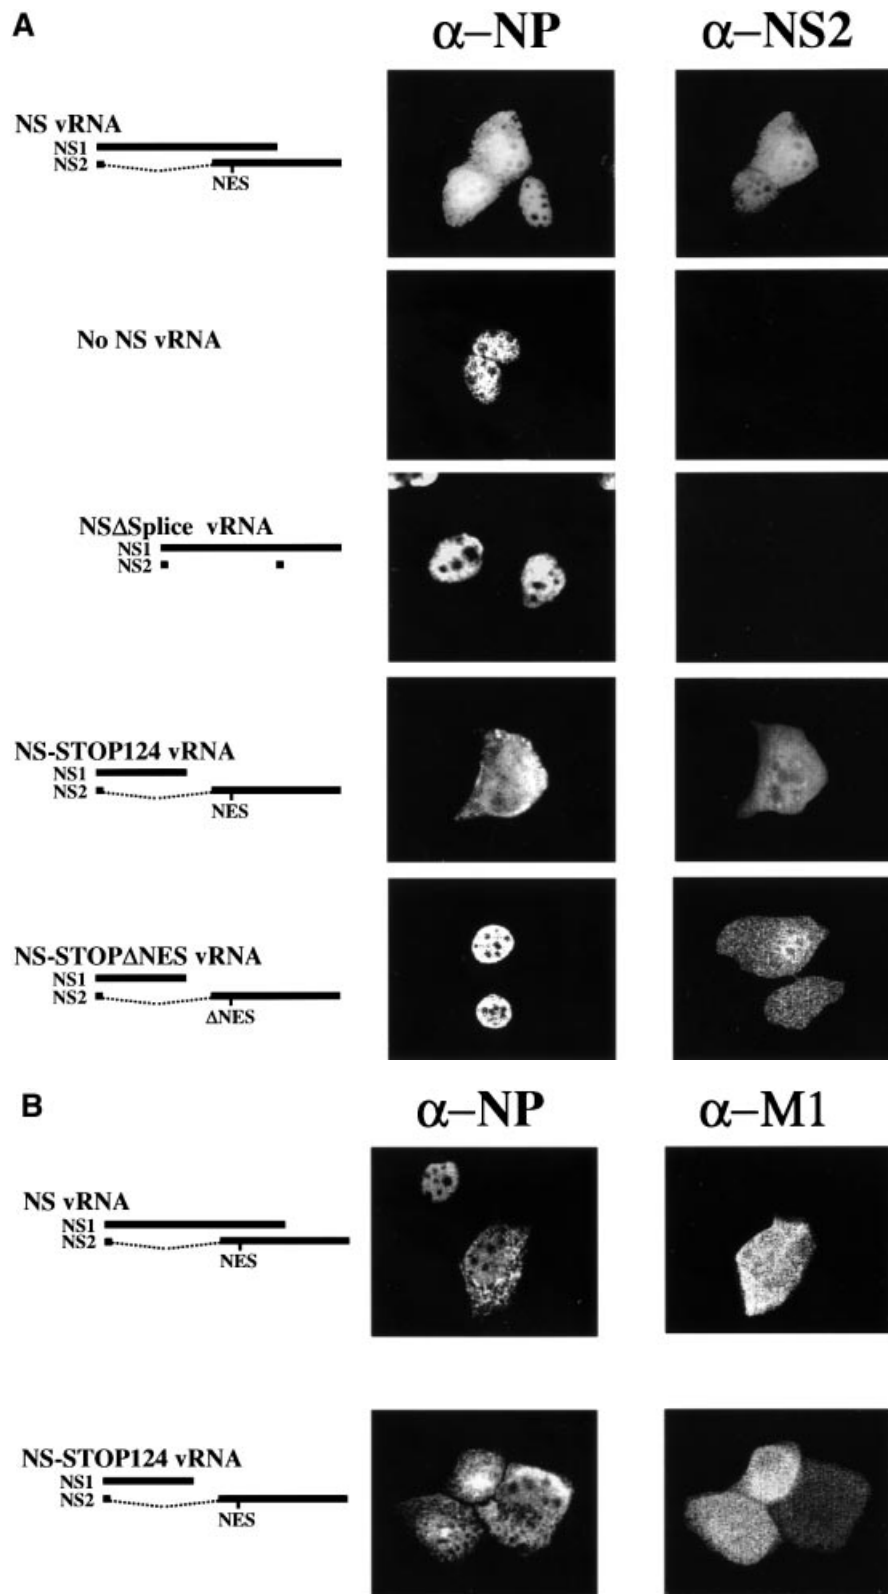 A
α–NP α–NS2
NS vRNA
NS1
NS2
NES
No NS vRNA
NSΔSplice vRNA
NS1
NS2
NS-STOP124 vRNA
NS1
NS2
NES
NS-STOPΔNES vRNA
NS1
NS2
ΔNES
B
α–NP α–M1
NS vRNA
NS1
NS2
NES
NS-STOP124 vRNA
NS1
NS2
NES